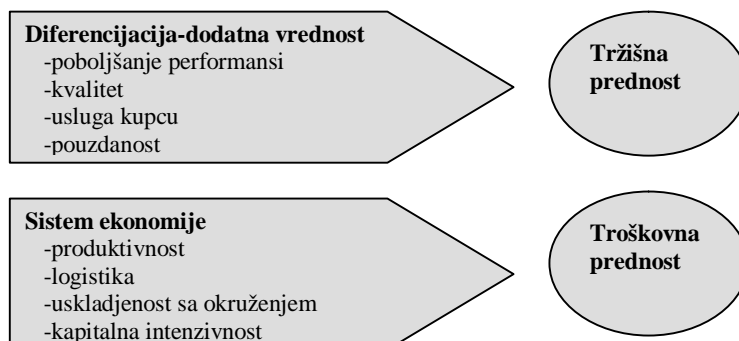 Diferencijacija-dodatna vrednost
-poboljšanje performansi
-kvalitet
-usluga kupcu
-pouzdanost
Tržišna
prednost
Sistem ekonomije
-produktivnost
-logistika
-uskladjenost sa okruženjem
-kapitalna intenzivnost
Troškovna
prednost